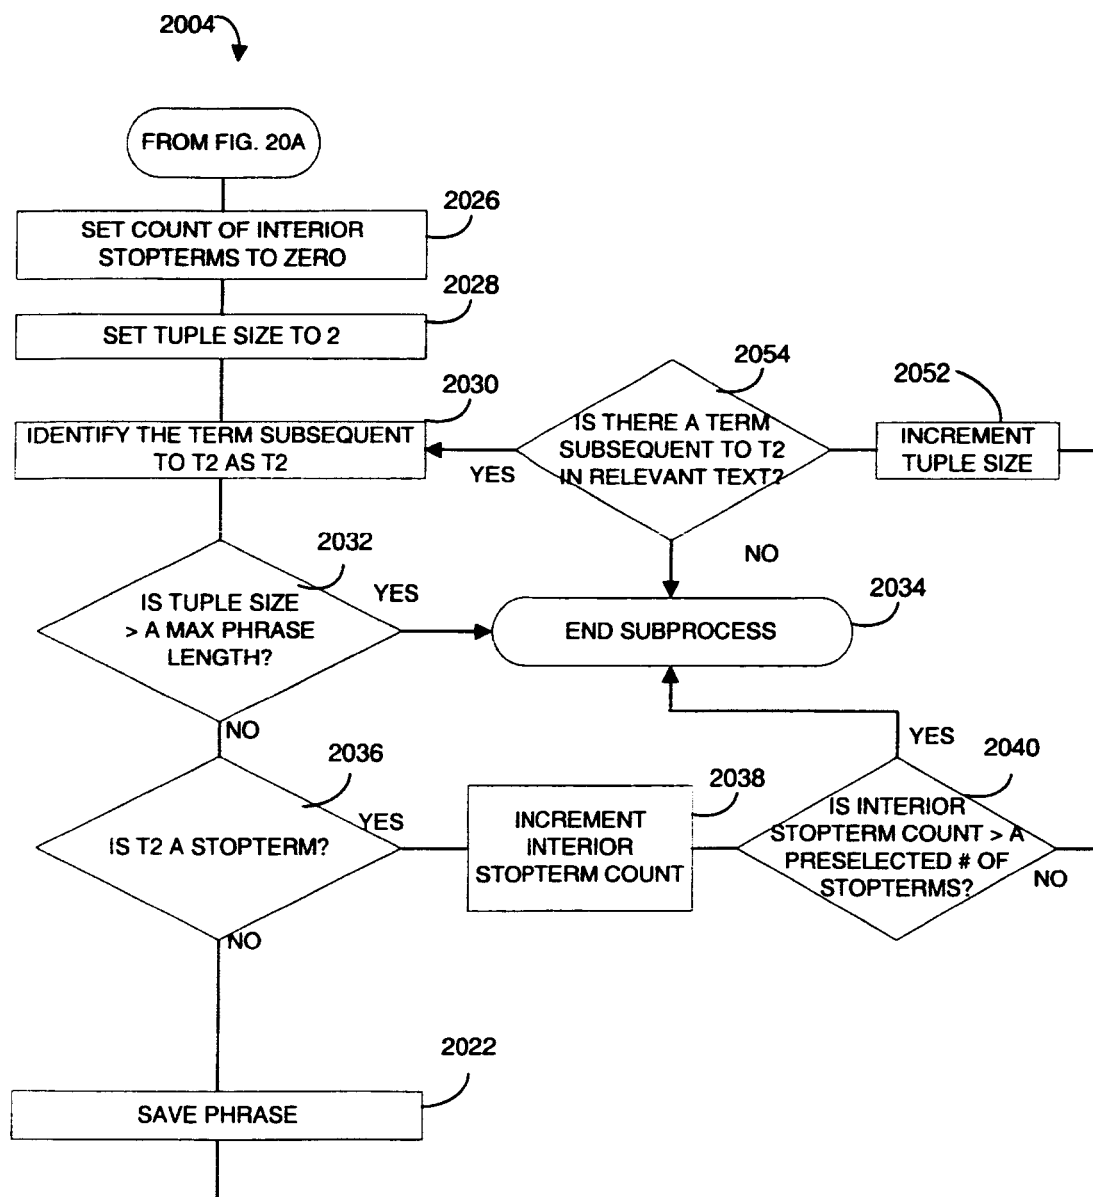 2004
FROM FIG. 20A
2026
SET COUNT OF INTERIOR
STOPTERMS TO ZERO
2028
SET TUPLE SIZE TO 2
2030
IDENTIFY THE TERM SUBSEQUENT
TO T2 AS T2
2054
IS THERE A TERM
SUBSEQUENT TO T2
IN RELEVANT TEXT?
YES
NO
2052
INCREMENT
TUPLE SIZE
2032
IS TUPLE SIZE
> A MAX PHRASE
LENGTH?
YES
NO
2034
END SUBPROCESS
2036
IS T2 A STOPTERM?
YES
NO
2038
INCREMENT
INTERIOR
STOPTERM COUNT
2040
IS INTERIOR
STOPTERM COUNT > A
PRESELECTED # OF
STOPTERMS?
YES
NO
2022
SAVE PHRASE